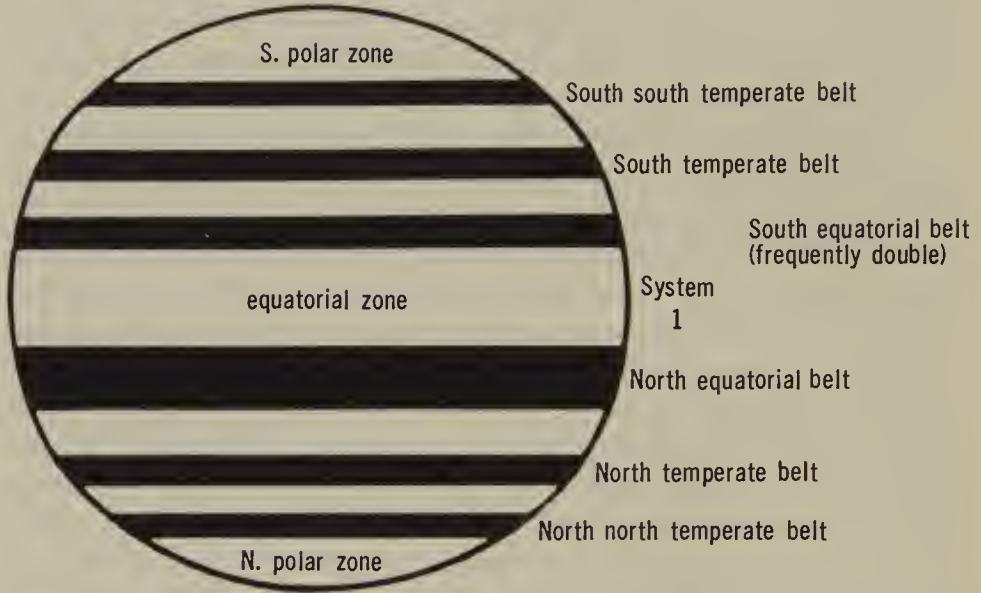 S. polar zone
South south temperate belt
South temperate belt
South equatorial belt
(frequently double)
equatorial zone
System
1
North equatorial belt
North temperate belt
North north temperate belt
N. polar zone